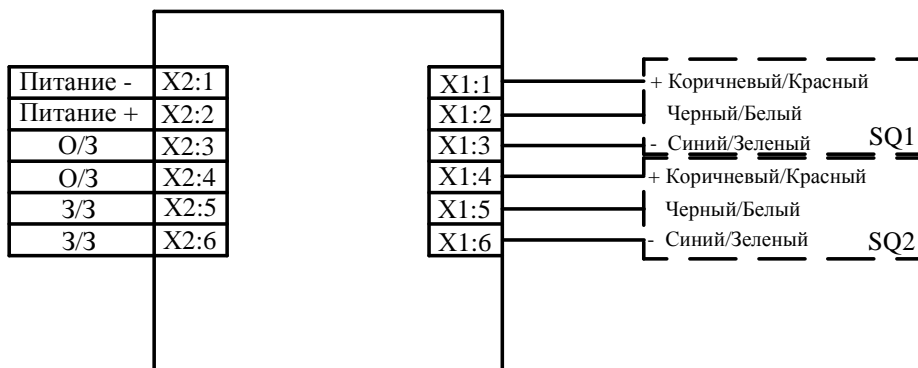 Питание - X2:1
Питание + X2:2
О/З X2:3
О/З X2:4
З/З X2:5
З/З X2:6
X1:1 + Коричневый/Красный
X1:2 Черный/Белый
X1:3 - Синий/Зеленый SQ1
X1:4 + Коричневый/Красный
X1:5 Черный/Белый
X1:6 - Синий/Зеленый SQ2